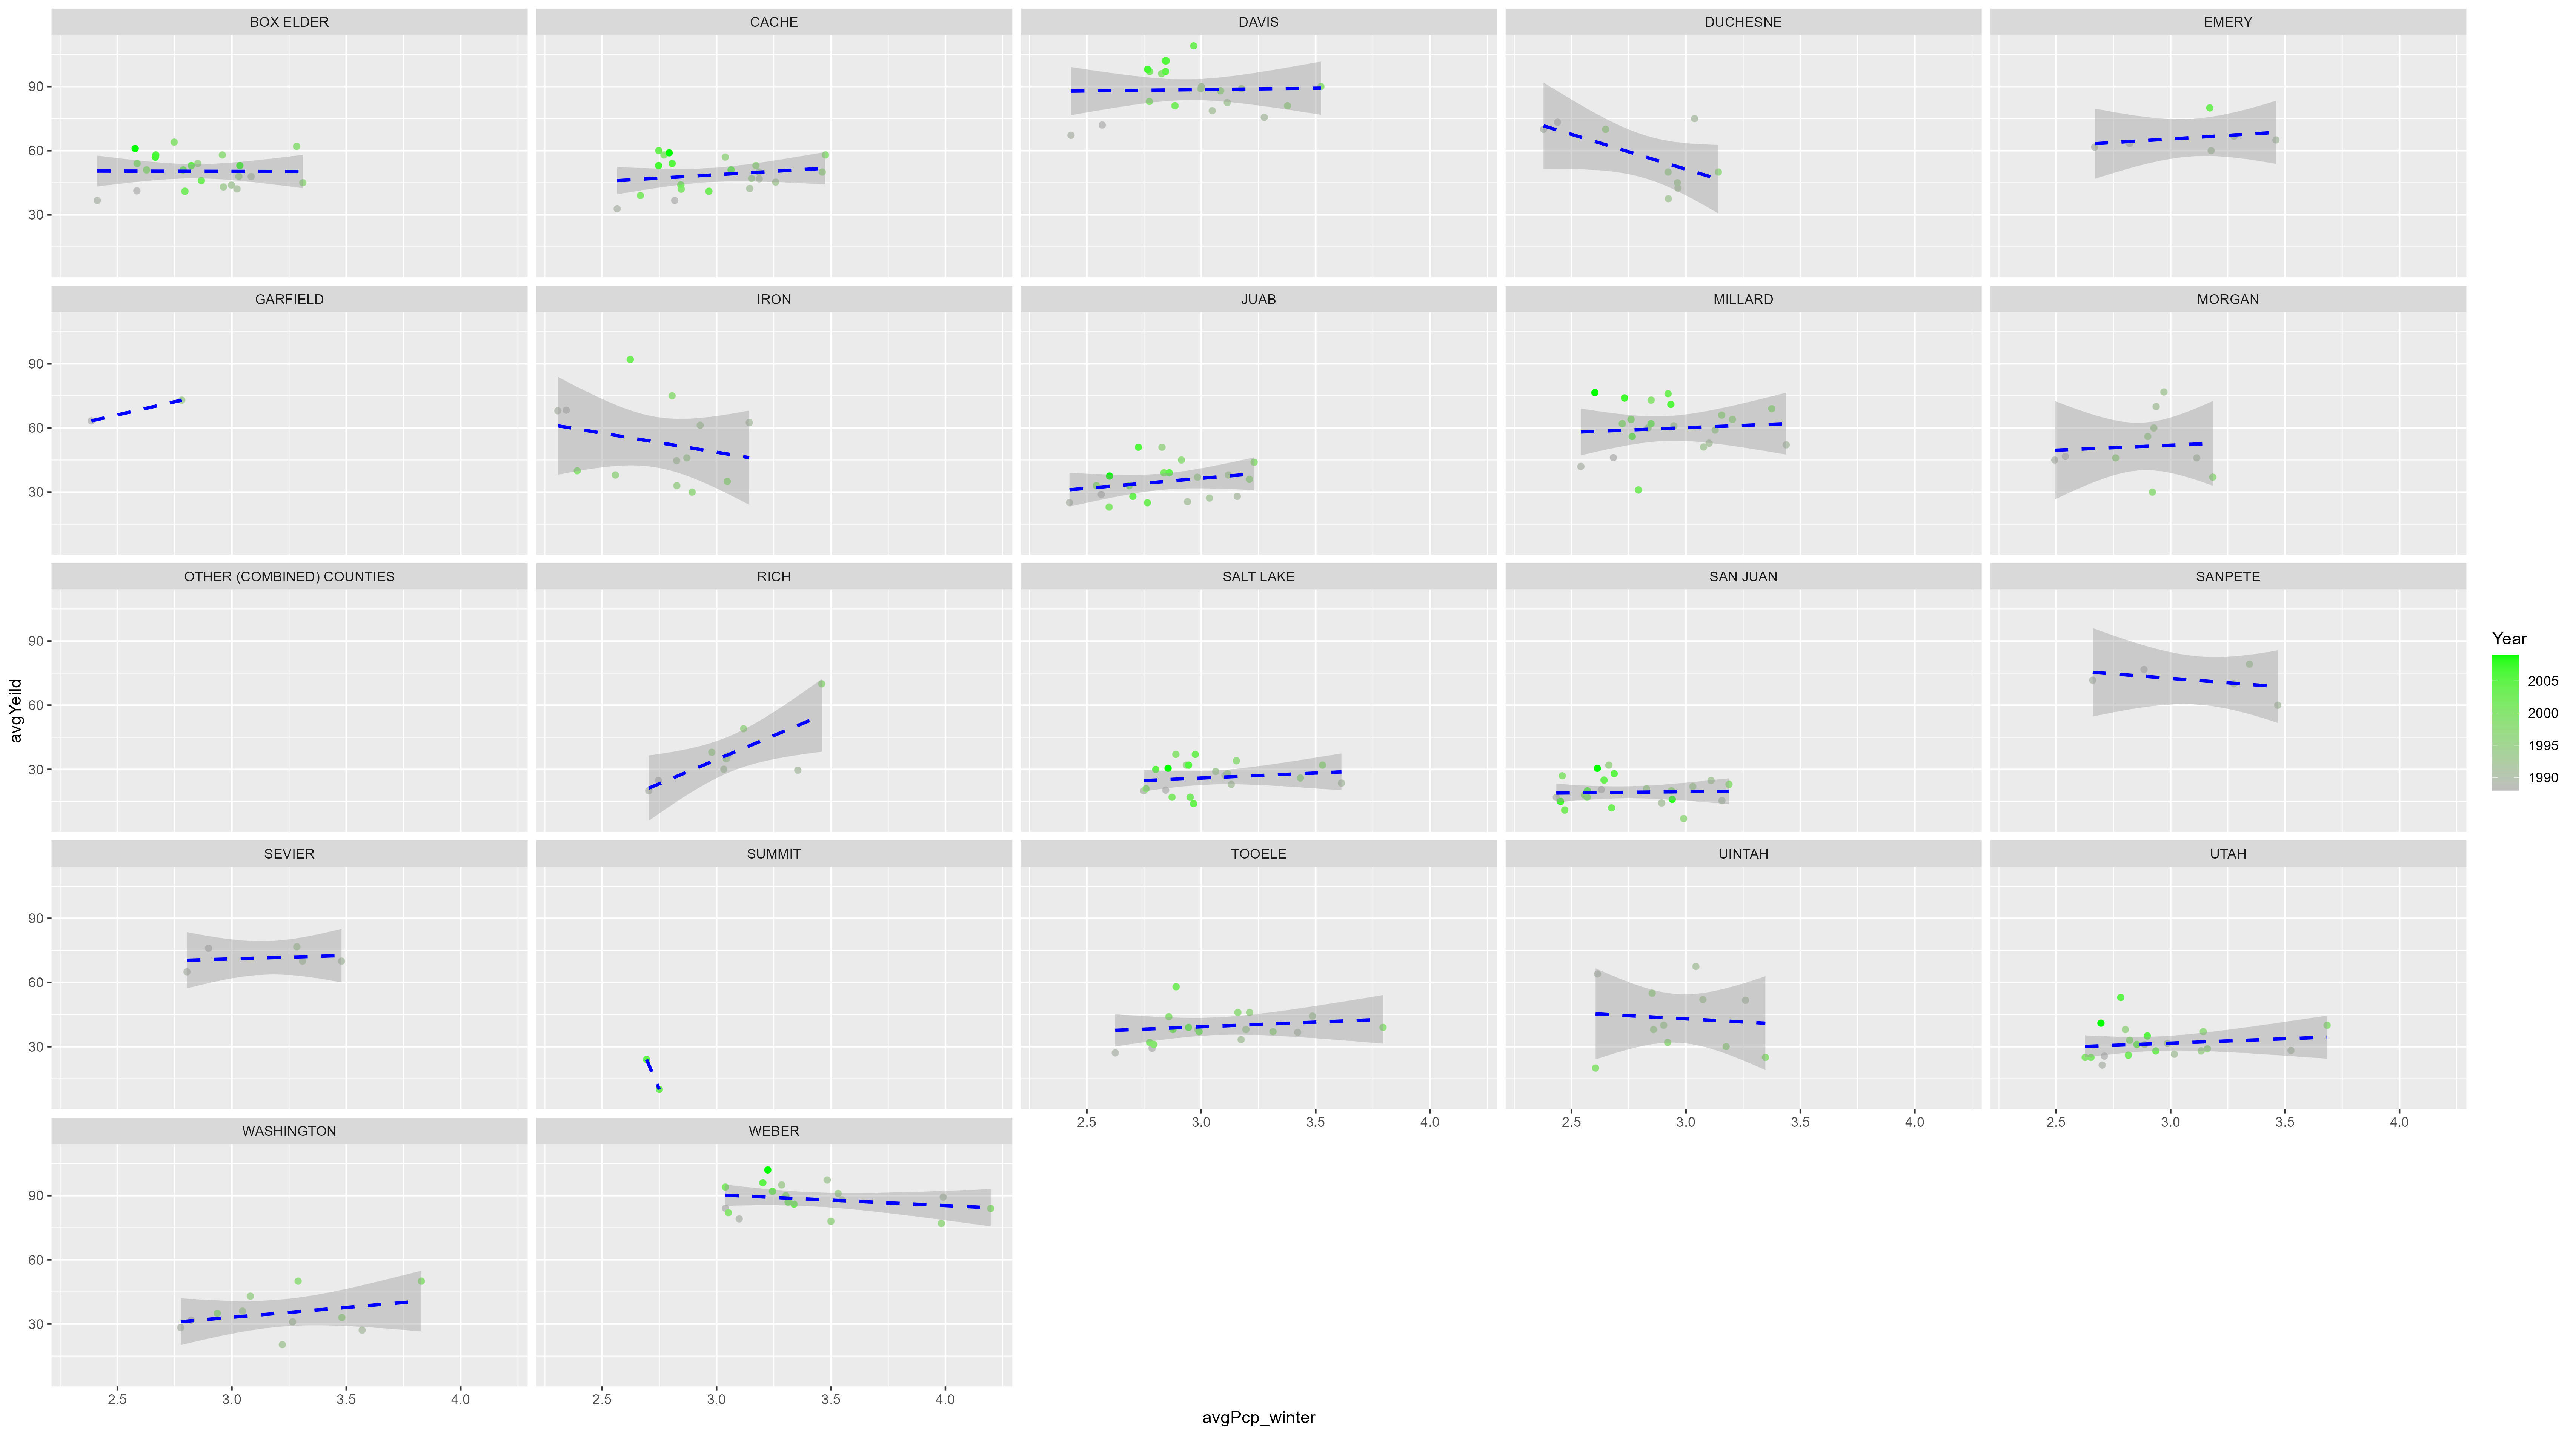 BOX ELDER CACHE DAVIS DUCHESNE EMERY
90
60
30
GARFIELD IRON JUAB MILLARD MORGAN
90
60
30
OTHER (COMBINED) COUNTIES RICH SALT LAKE SAN JUAN SANPETE
90
60
30
avgYeild
Year
2005
2000
1995
1990
SEVIER SUMMIT TOOELE UINTAH UTAH
90
60
30
2.5 3.0 3.5 4.0 2.5 3.0 3.5 4.0 2.5 3.0 3.5 4.0
WASHINGTON WEBER
90
60
30
2.5 3.0 3.5 4.0 2.5 3.0 3.5 4.0
avgPcp_winter